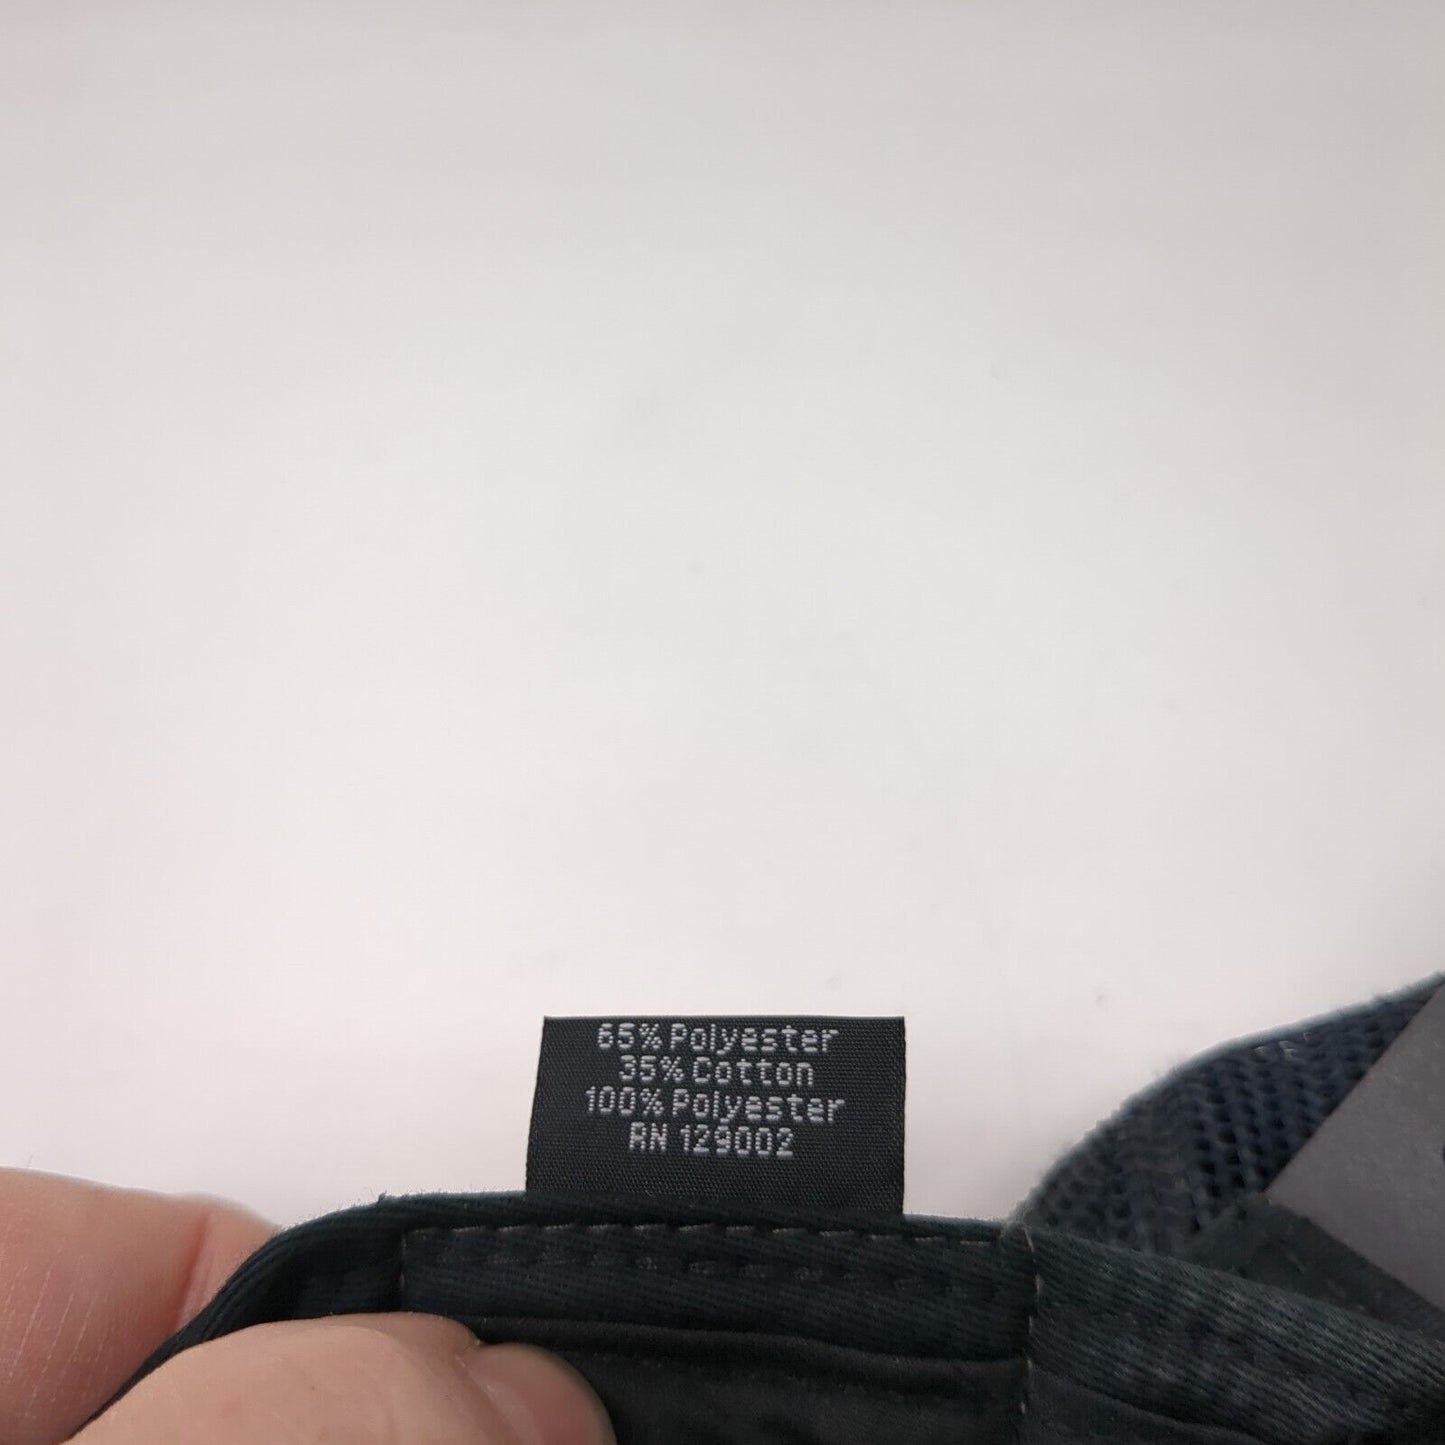 65% Polyester
35% Cotton
100% Polyester
RN 129002